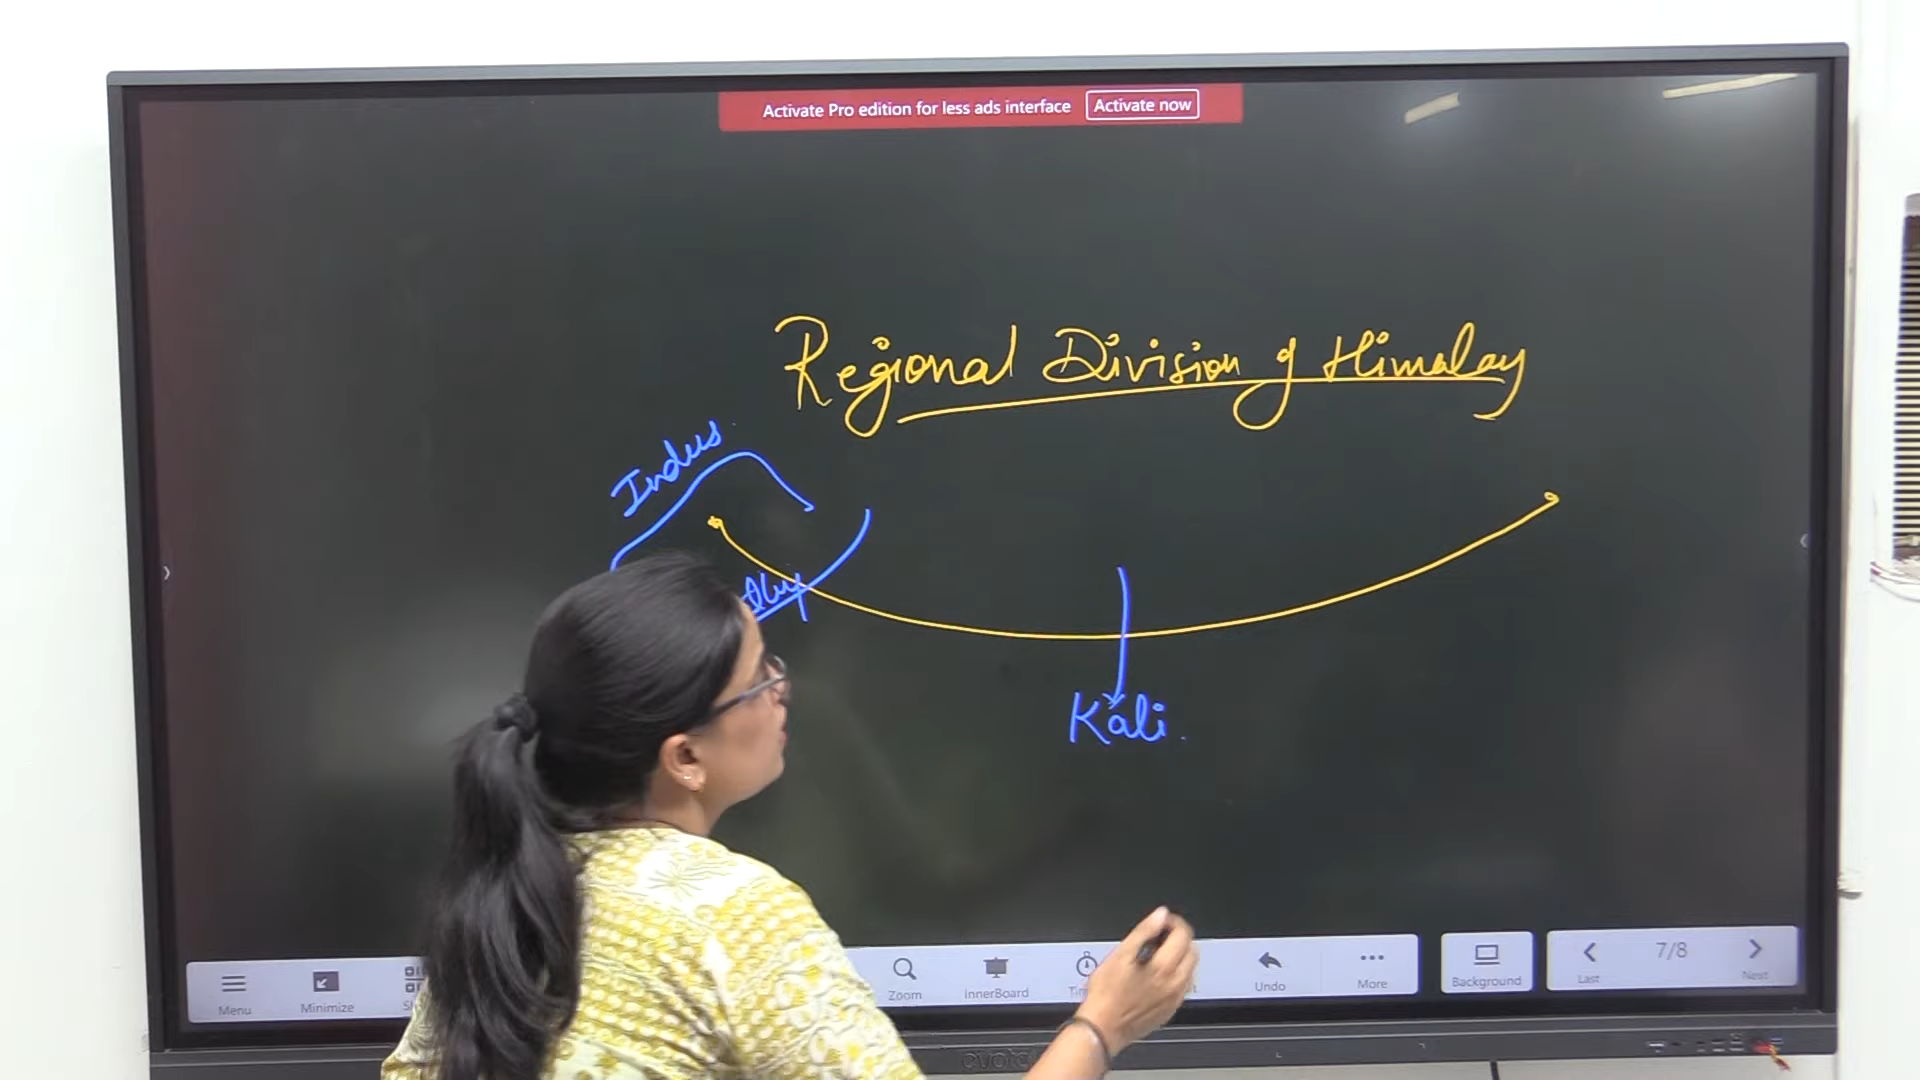 Activate Pro edition for less ads interface Activate now
Regional Division of Himalay
Indus
Kali
Menu Minimize Zoom InnerBoard Undo More Background Last 7/8 Next